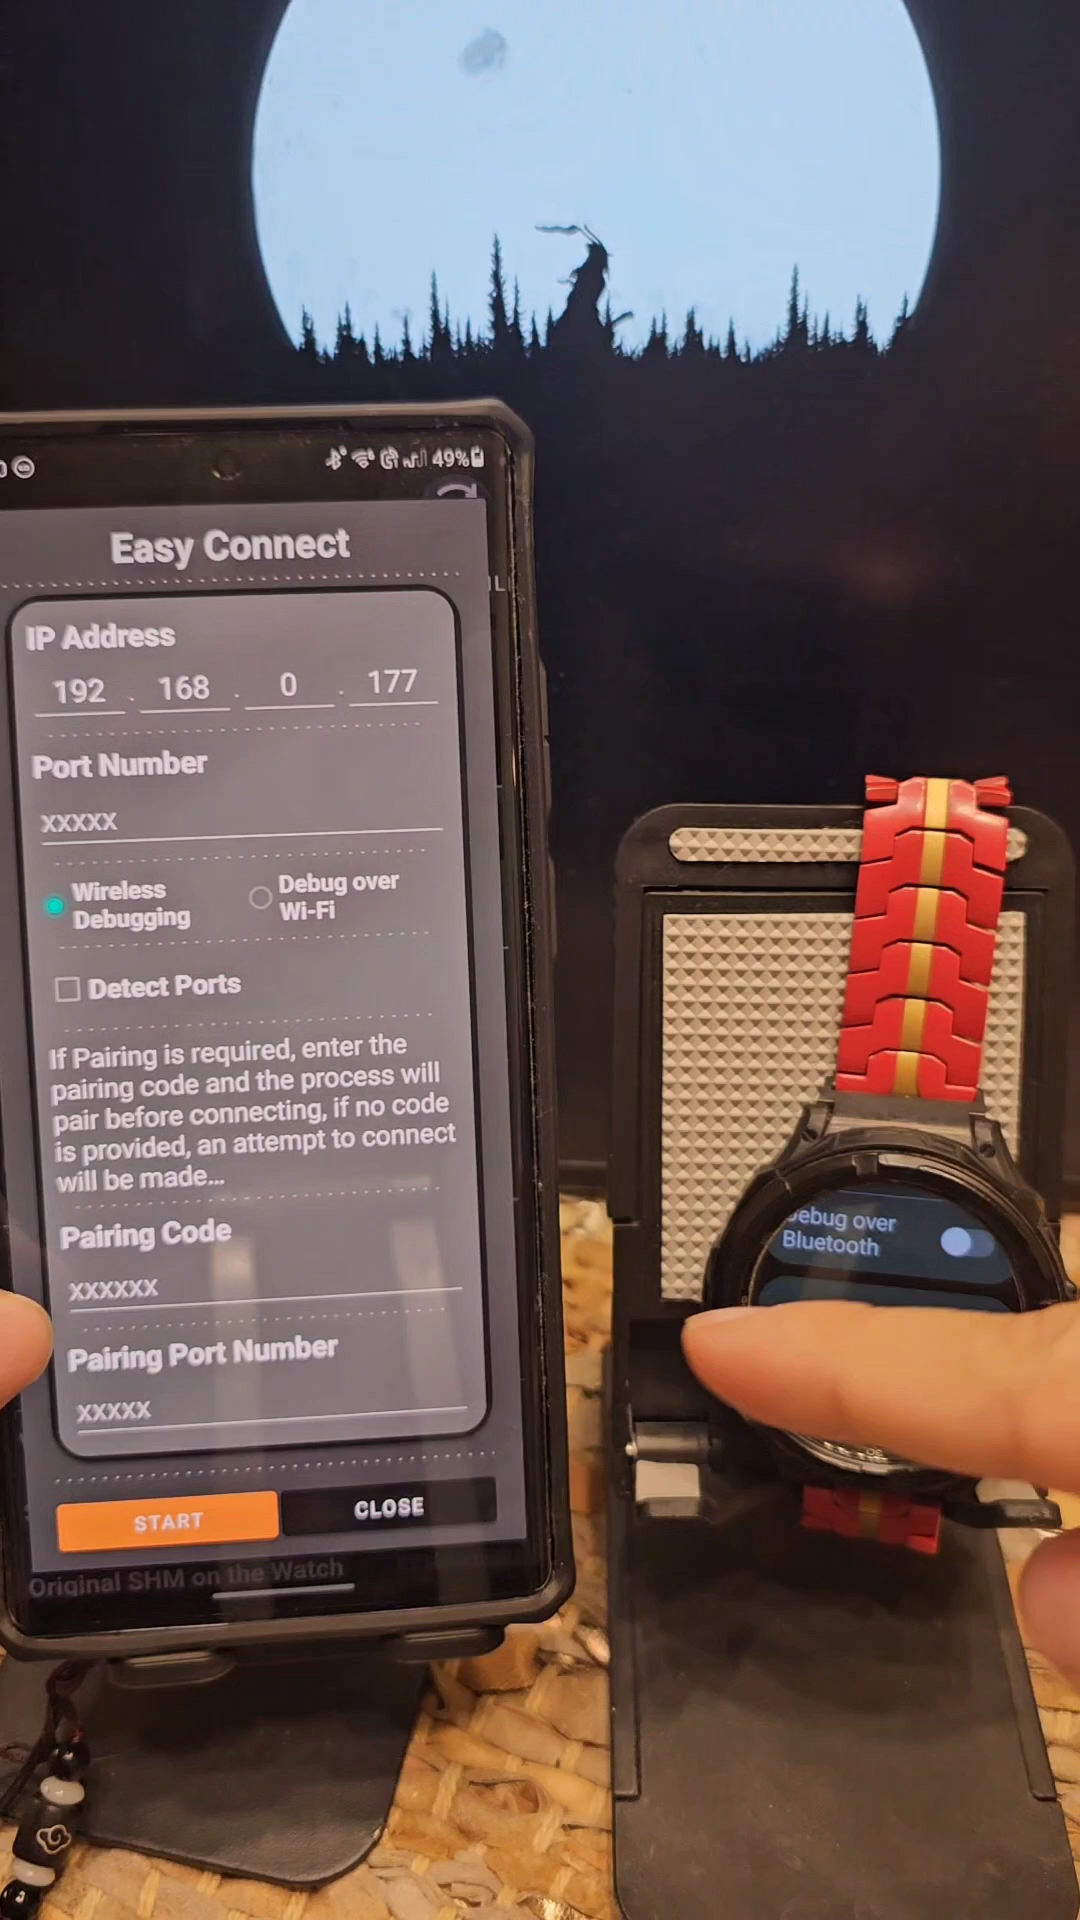 49%
Easy Connect
IP Address
192 . 168 . 0 . 177
Port Number
XXXXX
Wireless
Debugging
Debug over
Wi-Fi
Detect Ports
If Pairing is required, enter the
pairing code and the process will
pair before connecting, if no code
is provided, an attempt to connect
will be made...
Pairing Code
XXXXXX
Pairing Port Number
XXXXX
START
CLOSE
Original SHM on the Watch
Debug over
Bluetooth